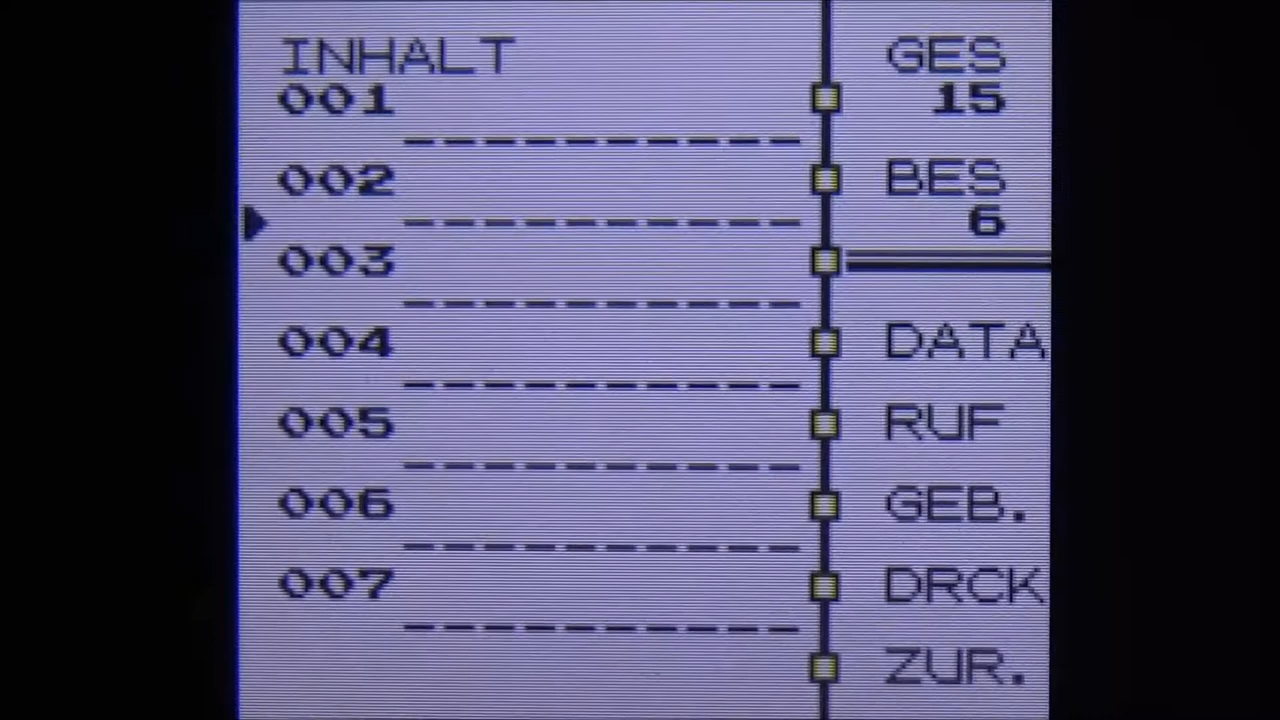 INHALT
001
----------
002
----------
003
----------
004
----------
005
----------
006
----------
007
----------
GES
15
BES
6
DATA
RUF
GEB.
DRCK
ZUR.